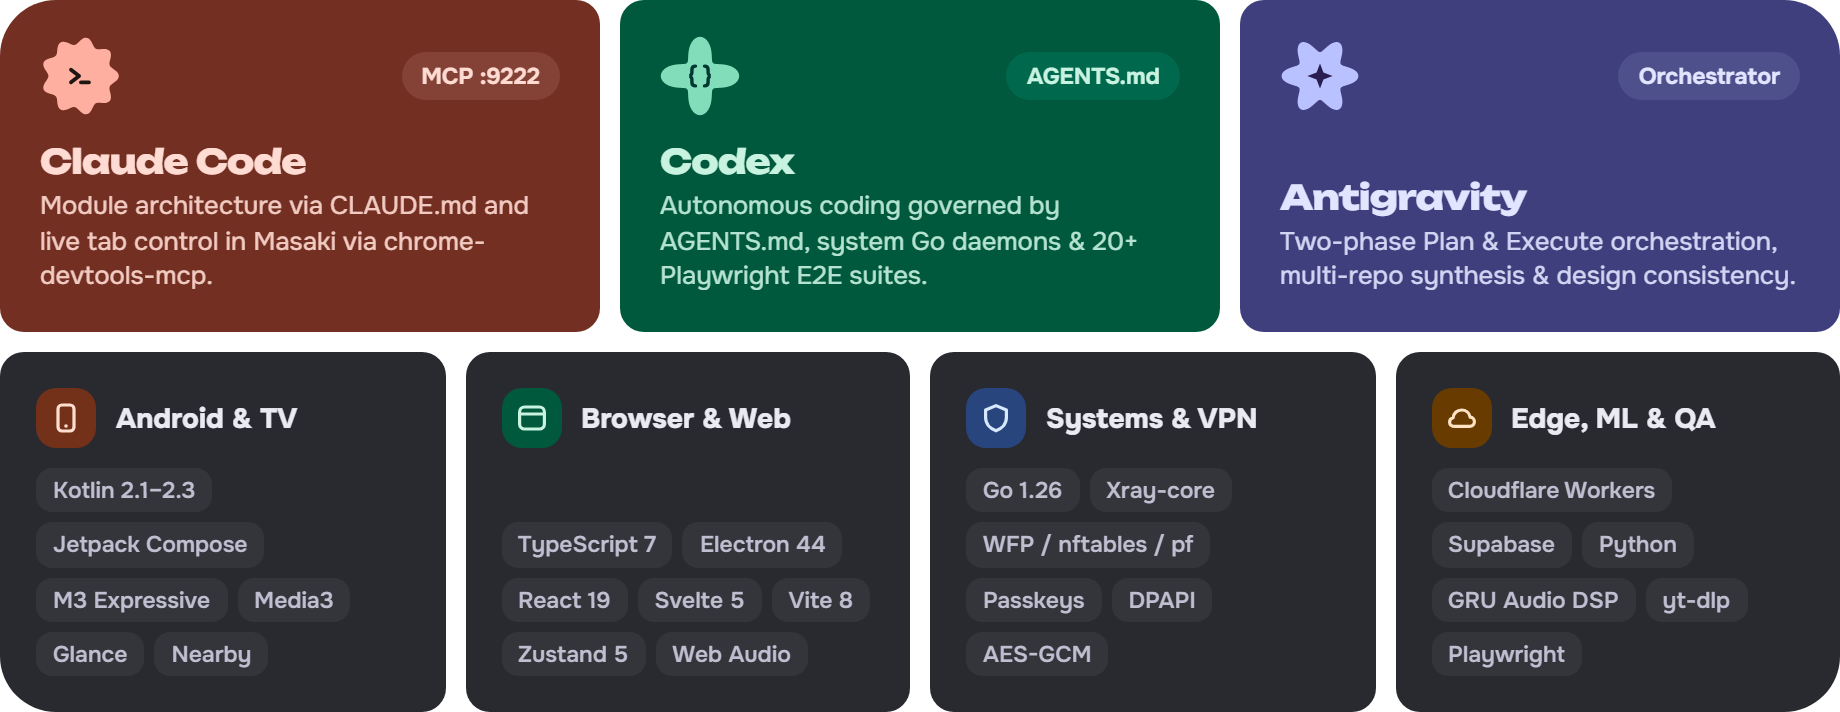 >_
MCP :9222
Claude Code
Module architecture via CLAUDE.md and
live tab control in Masaki via chrome-
devtools-mcp.
{}
AGENTS.md
Codex
Autonomous coding governed by
AGENTS.md, system Go daemons & 20+
Playwright E2E suites.
Orchestrator
Antigravity
Two-phase Plan & Execute orchestration,
multi-repo synthesis & design consistency.
Android & TV
Kotlin 2.1–2.3
Jetpack Compose
M3 Expressive Media3
Glance Nearby
Browser & Web
TypeScript 7 Electron 44
React 19 Svelte 5 Vite 8
Zustand 5 Web Audio
Systems & VPN
Go 1.26 Xray-core
WFP / nftables / pf
Passkeys DPAPI
AES-GCM
Edge, ML & QA
Cloudflare Workers
Supabase Python
GRU Audio DSP yt-dlp
Playwright